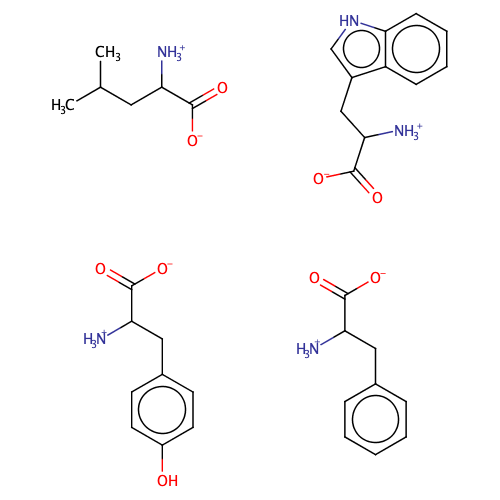 CH₃ NH₃⁺
H₃C O
O⁻
HN
NH₃⁺
O⁻ O
O O⁻
H₃N⁺
OH
O O⁻
H₃N⁺